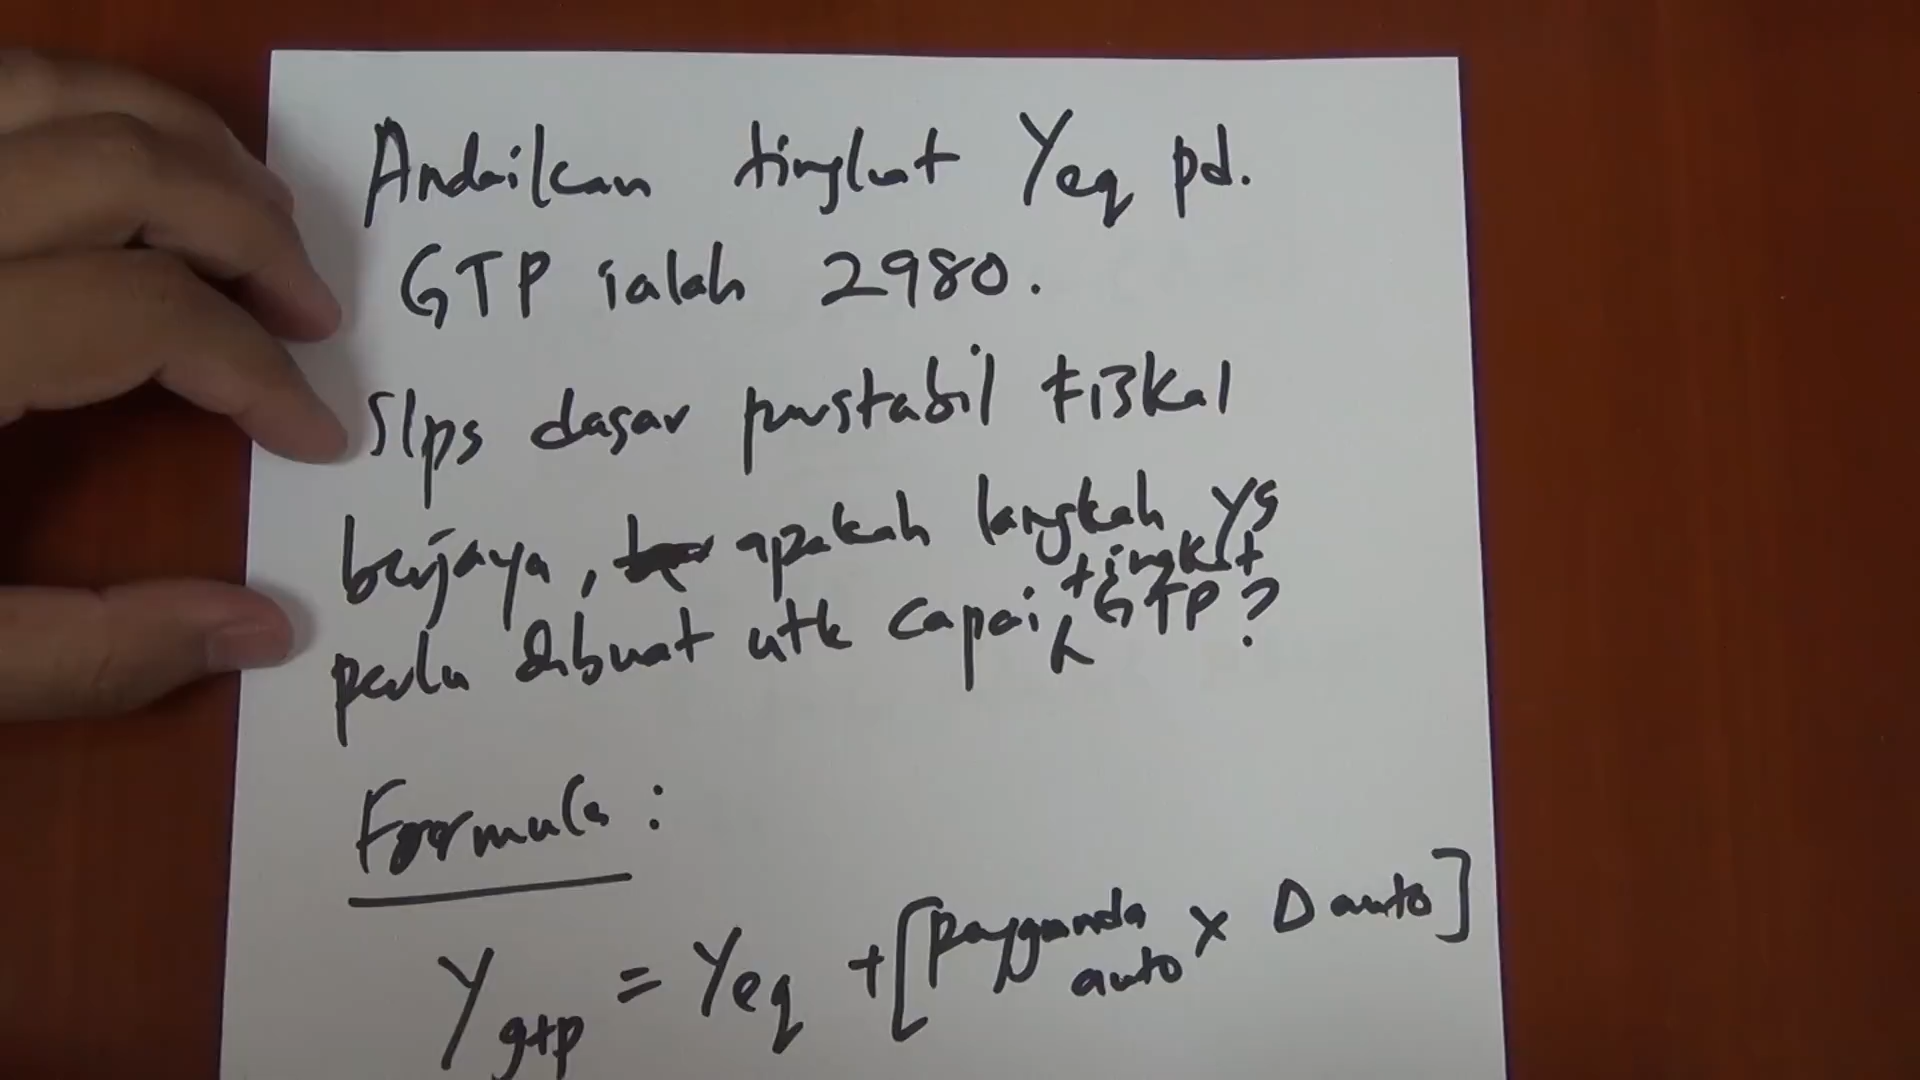 Andaikan tingkat Yeq pd.
GTP ialah 2980.
Slps dasar penstabil Fiskal
berjaya, apakah langkah yg
perlu dibuat utk capai tingkat GTP?
Formula:
Y gtp = Yeq + [Pengganda auto × Δ auto]